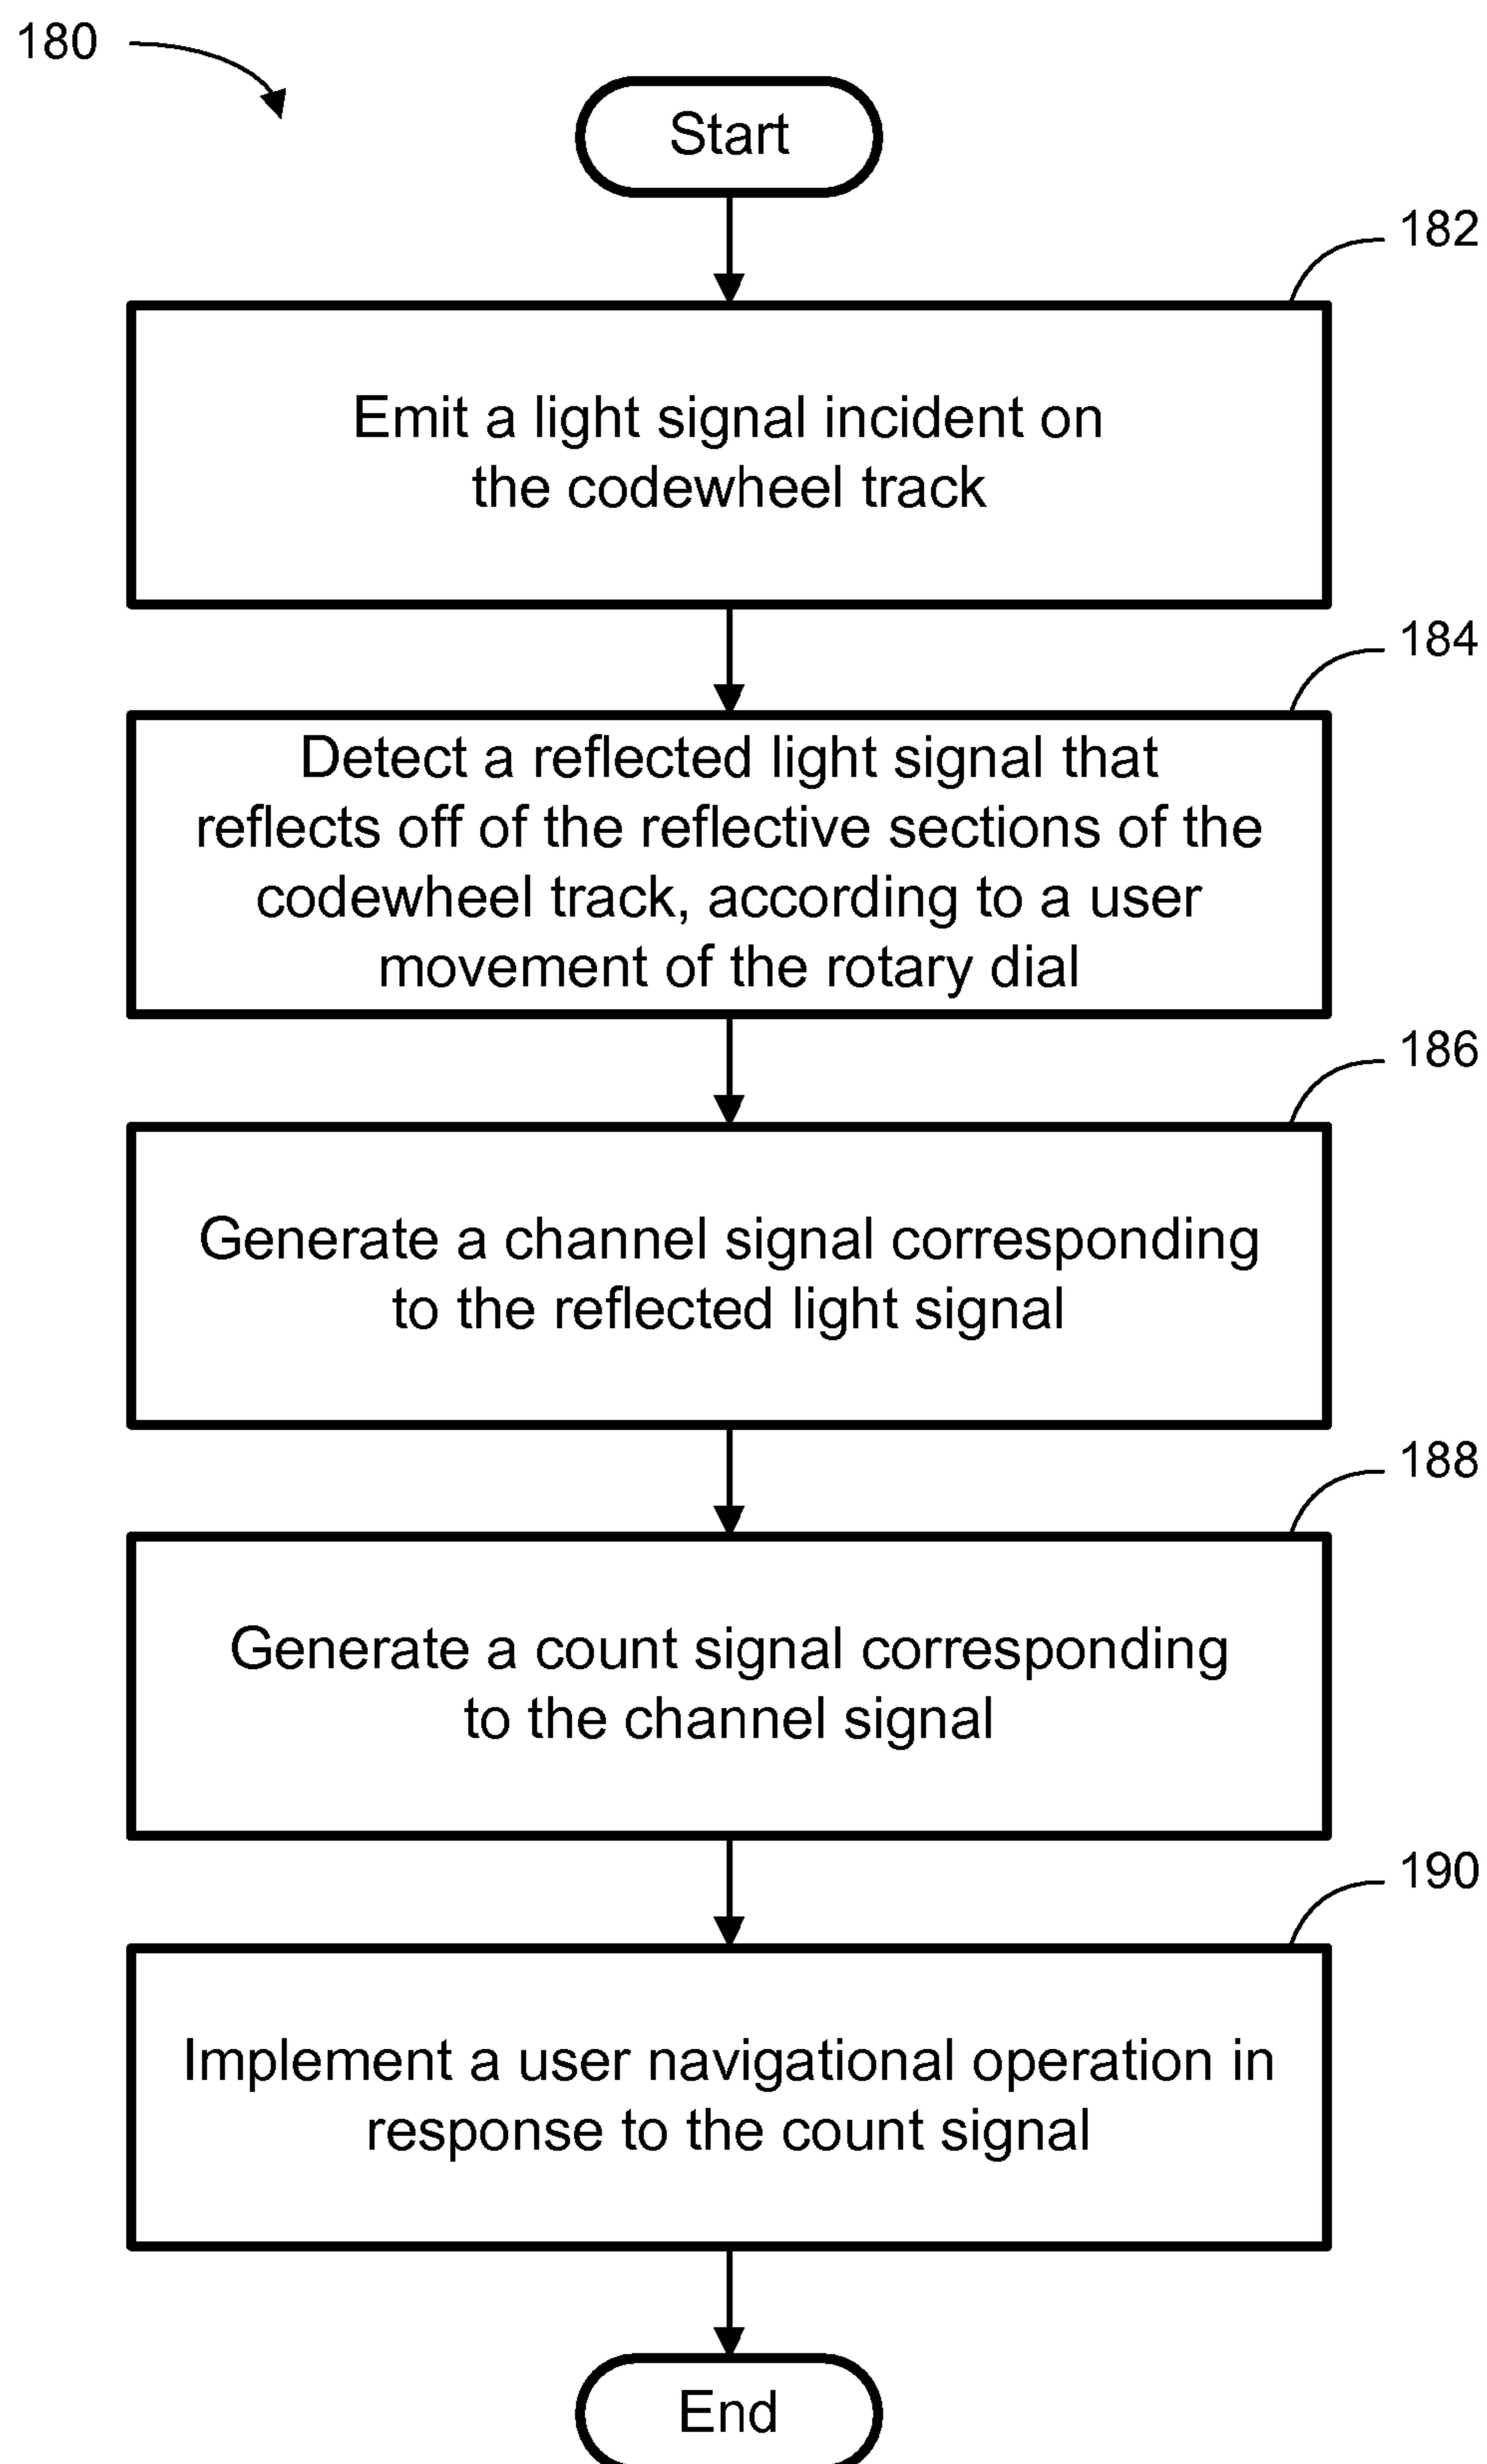 180
Start
182
Emit a light signal incident on
the codewheel track
184
Detect a reflected light signal that
reflects off of the reflective sections of the
codewheel track, according to a user
movement of the rotary dial
186
Generate a channel signal corresponding
to the reflected light signal
188
Generate a count signal corresponding
to the channel signal
190
Implement a user navigational operation in
response to the count signal
End